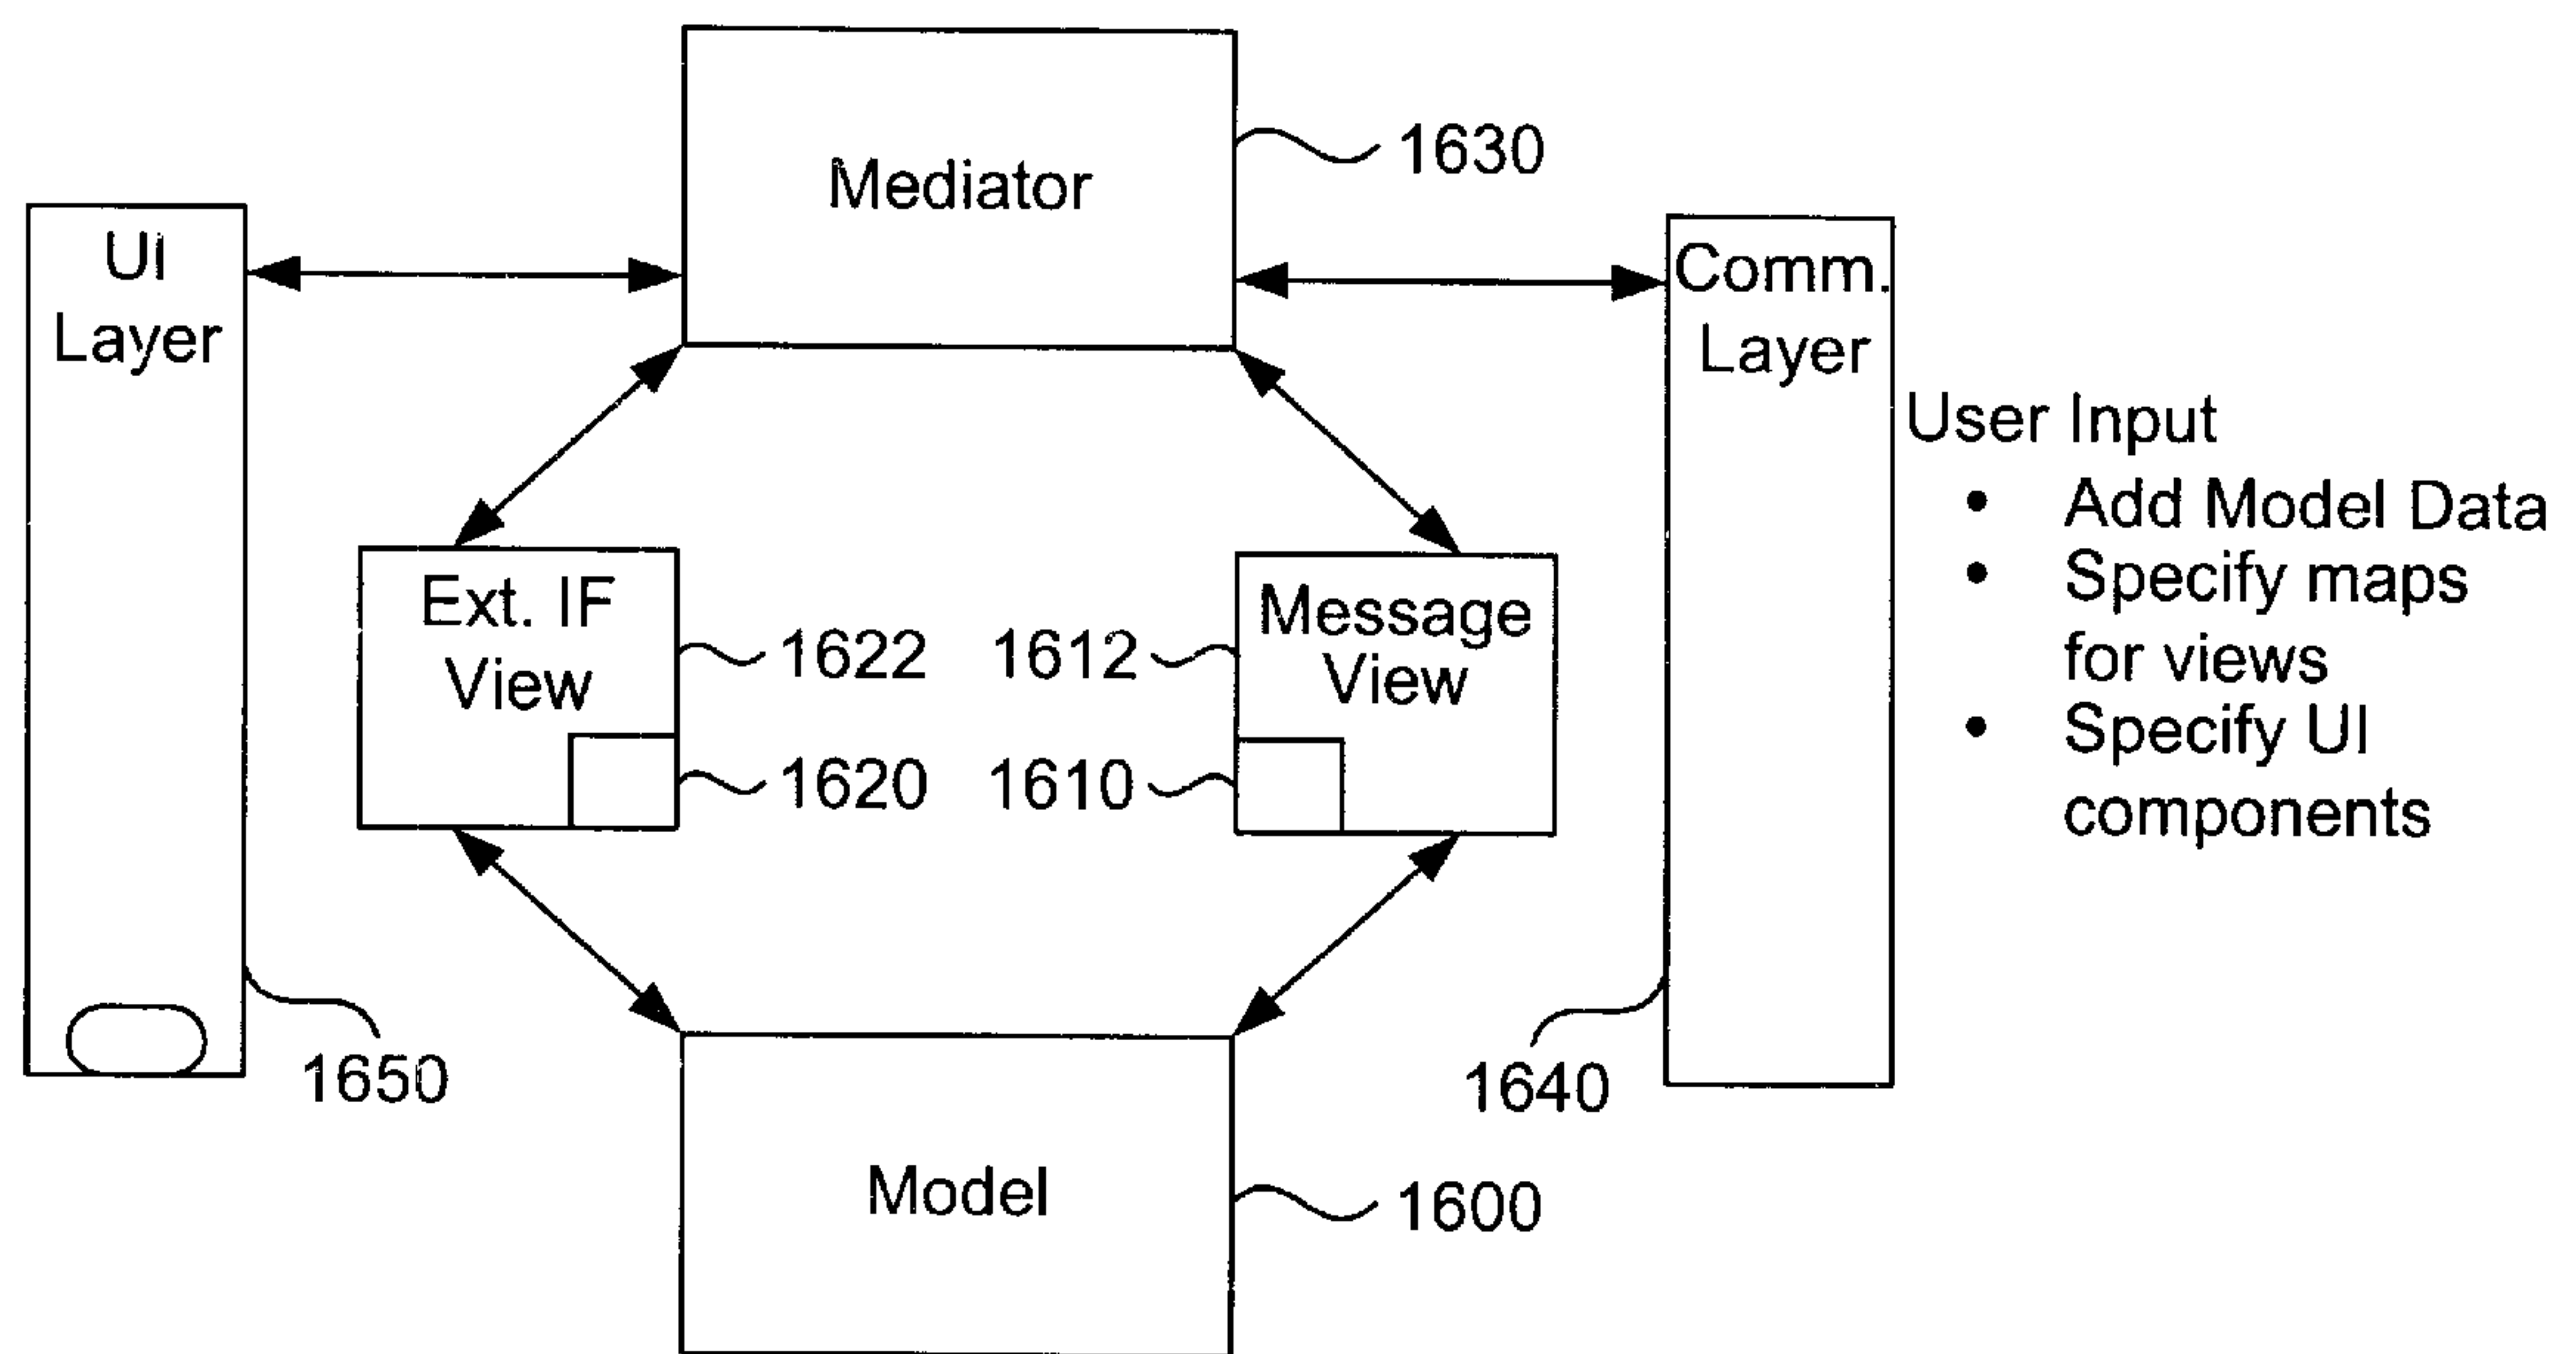 Mediator
1630
UI
Layer
Comm.
Layer
User Input
• Add Model Data
• Specify maps
for views
• Specify UI
components
Ext. IF
View
1622
1620
1612
1610
Message
View
1650
1640
Model
1600